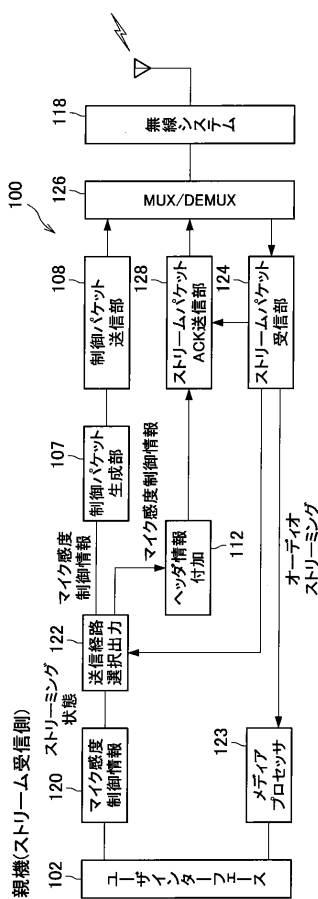 親機(ストリーム受信側)
100
102
ユーザインターフェース
120
マイク感度
制御情報
ストリーミング
状態
122
送信経路
選択出力
マイク感度
制御情報
107
制御パケット
生成部
108
制御パケット
送信部
126
MUX/DEMUX
118
無線システム
ヘッダ情報
付加
112
マイク感度制御情報
128
ストリームパケット
ACK送信部
124
ストリームパケット
受信部
123
メディア
プロセッサ
オーディオ
ストリーミング